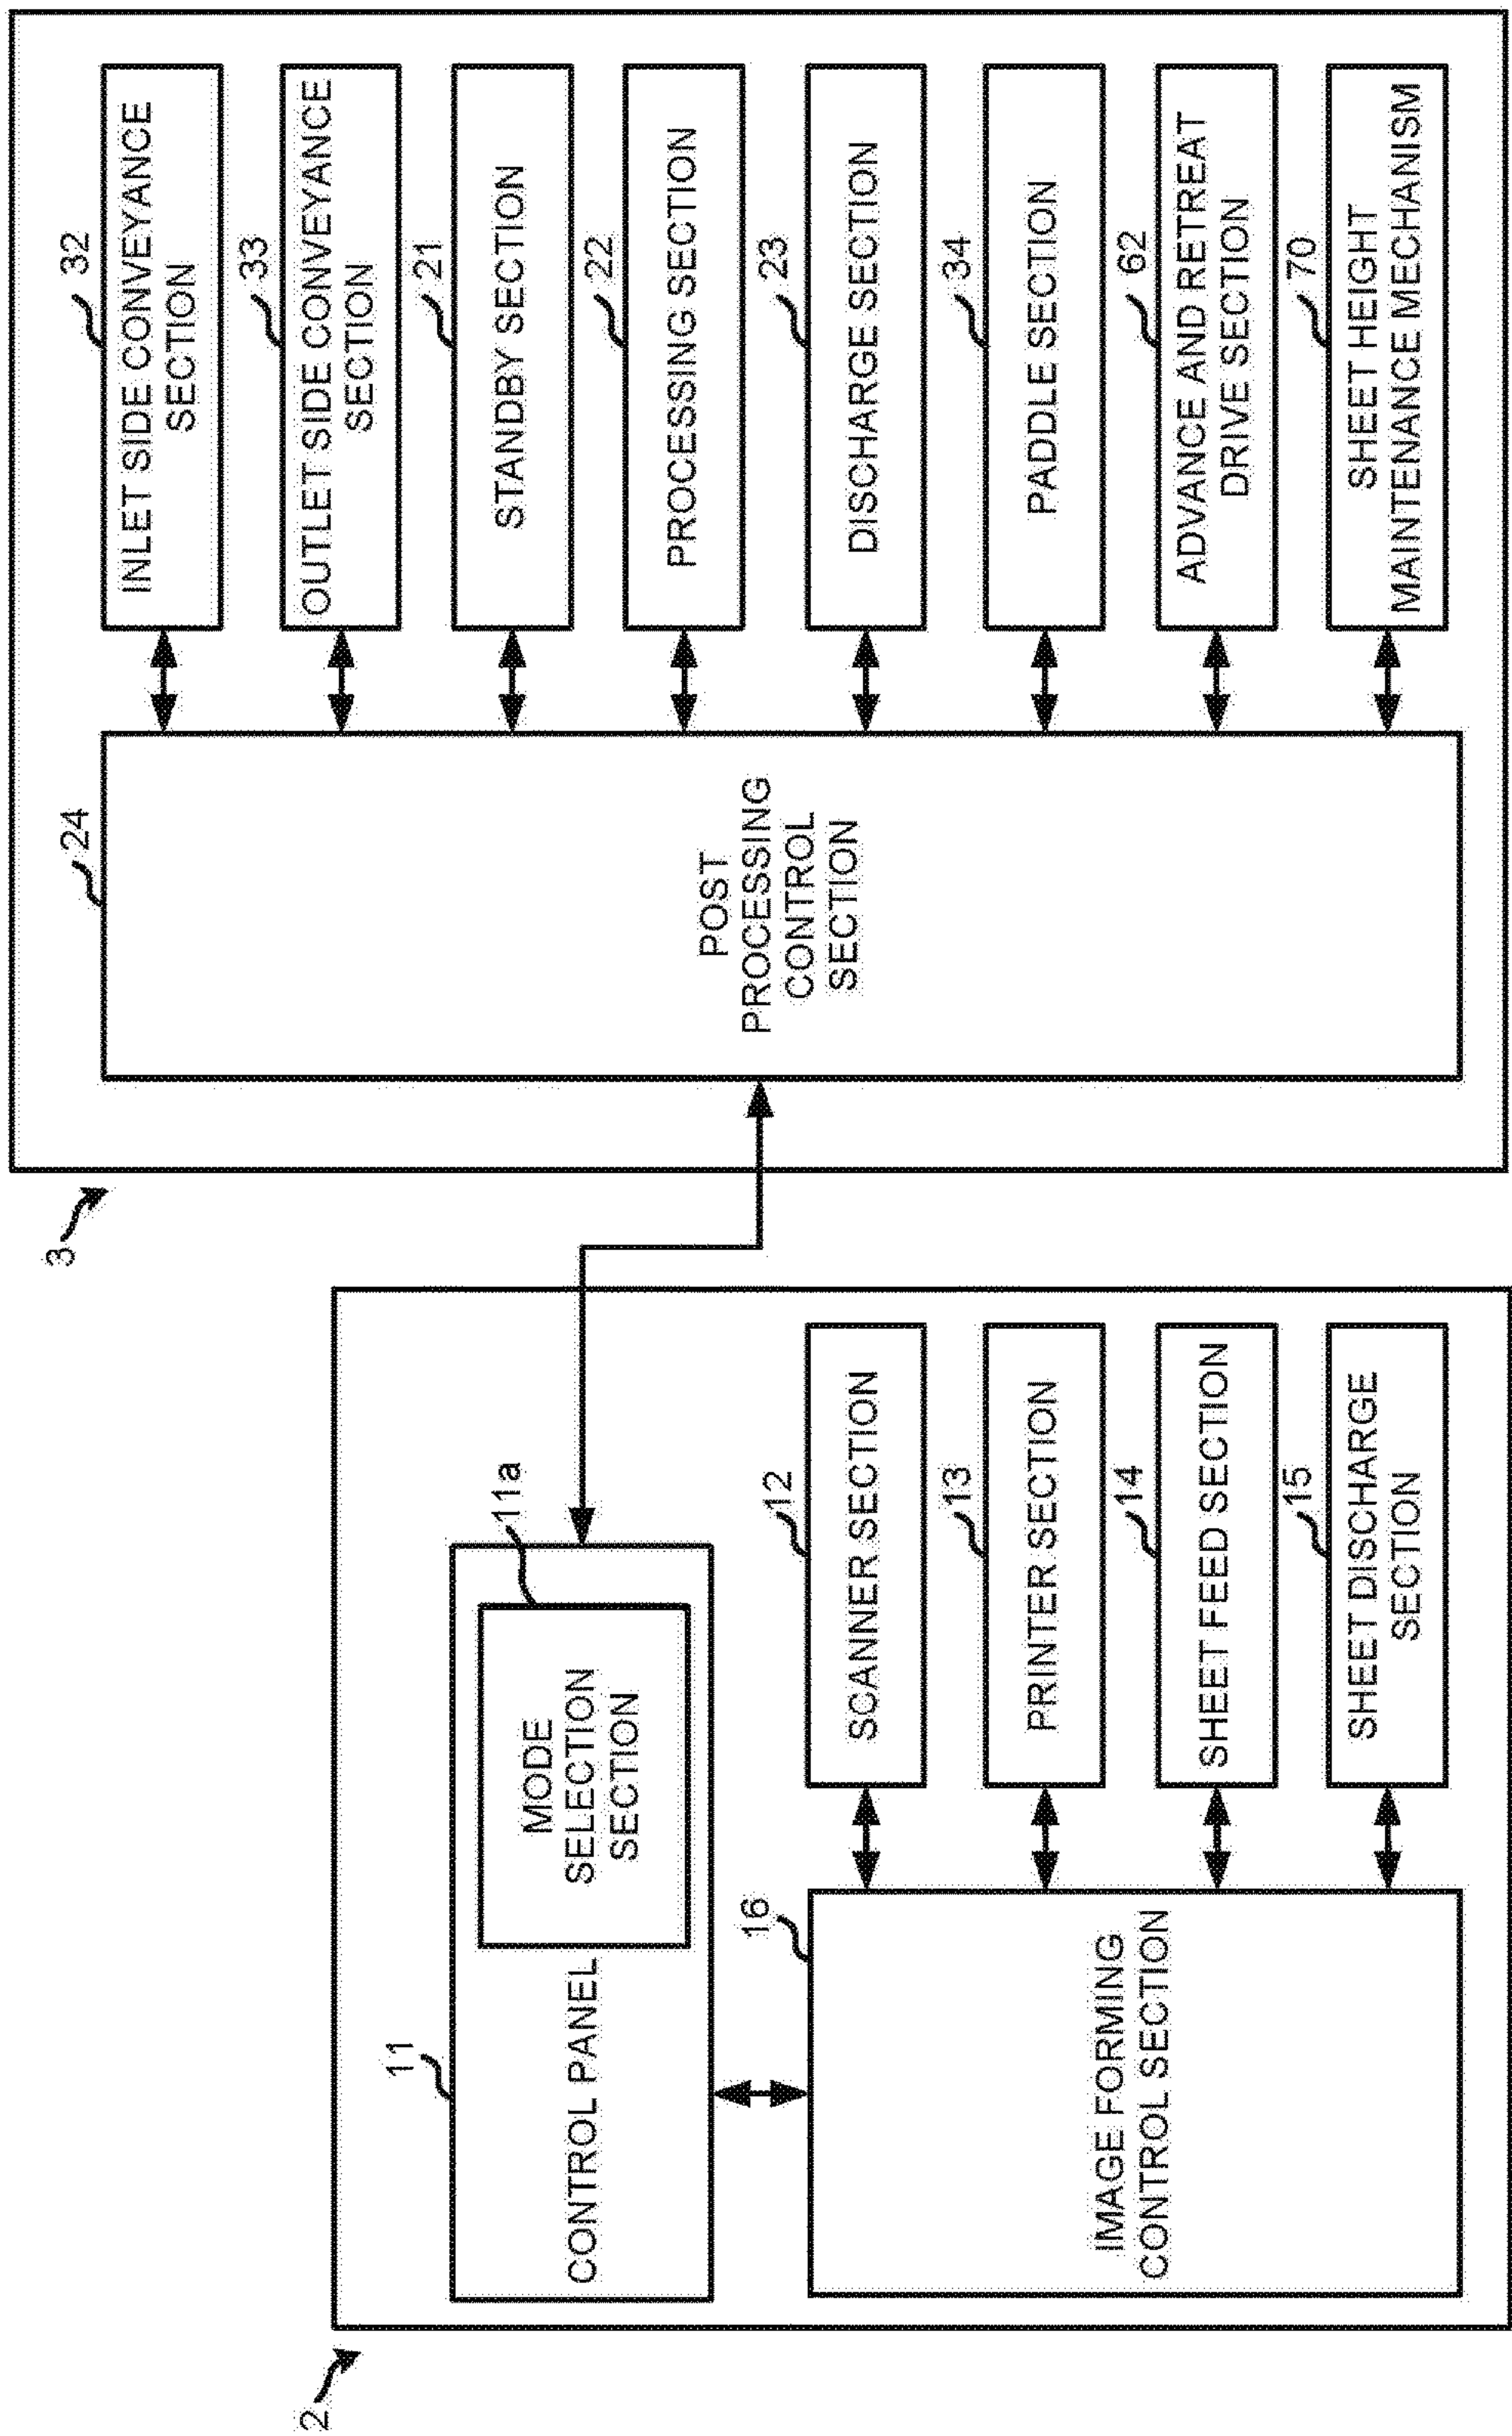 2
11
CONTROL PANEL
11a
MODE
SELECTION
SECTION
16
IMAGE FORMING
CONTROL SECTION
12
SCANNER SECTION
13
PRINTER SECTION
14
SHEET FEED SECTION
15
SHEET DISCHARGE
SECTION
3
24
POST
PROCESSING
CONTROL
SECTION
32
INLET SIDE CONVEYANCE
SECTION
33
OUTLET SIDE CONVEYANCE
SECTION
21
STANDBY SECTION
22
PROCESSING SECTION
23
DISCHARGE SECTION
34
PADDLE SECTION
62
ADVANCE AND RETREAT
DRIVE SECTION
70
SHEET HEIGHT
MAINTENANCE MECHANISM